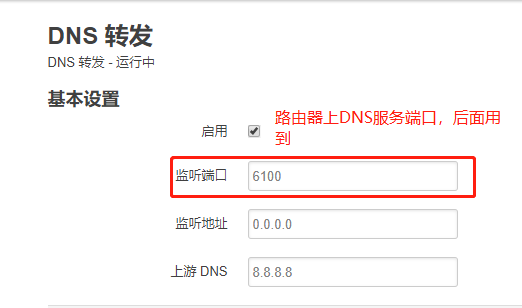 DNS 转发
DNS 转发 - 运行中
基本设置
启用
路由器上DNS服务端口，后面用
到
监听端口 6100
监听地址 0.0.0.0
上游 DNS 8.8.8.8